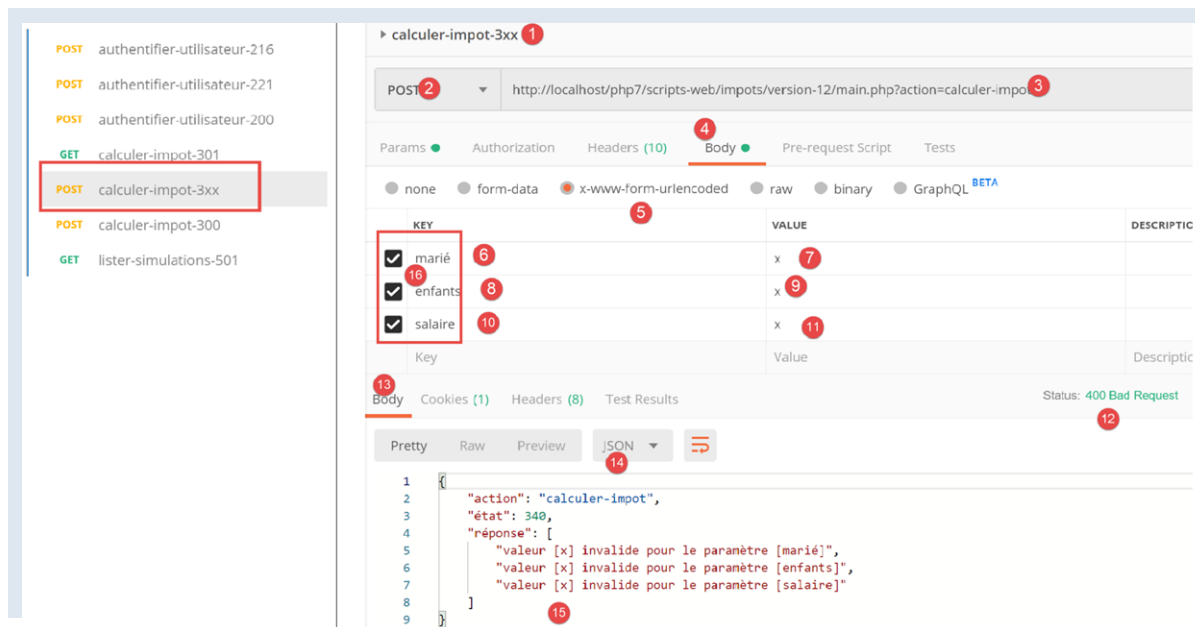 POST authentifier-utilisateur-216
POST authentifier-utilisateur-221
POST authentifier-utilisateur-200
GET calculer-impot-301
POST calculer-impot-3xx
POST calculer-impot-300
GET lister-simulations-501
calculer-impot-3xx 1
POST 2 http://localhost/php7/scripts-web/impots/version-12/main.php?action=calculer-impot 3
4
Params Authorization Headers (10) Body Pre-request Script Tests
none form-data x-www-form-urlencoded raw binary GraphQL BETA
5
KEY VALUE DESCRIPTIC
marié 6 x 7
16
enfants 8 x 9
salaire 10 x 11
Key Value Descriptic
13
Body Cookies (1) Headers (8) Test Results Status: 400 Bad Request
12
Pretty Raw Preview JSON
14
1 {
2 "action": "calculer-impot",
3 "état": 340,
4 "réponse": [
5 "valeur [x] invalide pour le paramètre [marié]",
6 "valeur [x] invalide pour le paramètre [enfants]",
7 "valeur [x] invalide pour le paramètre [salaire]"
8 ]
15
9 }